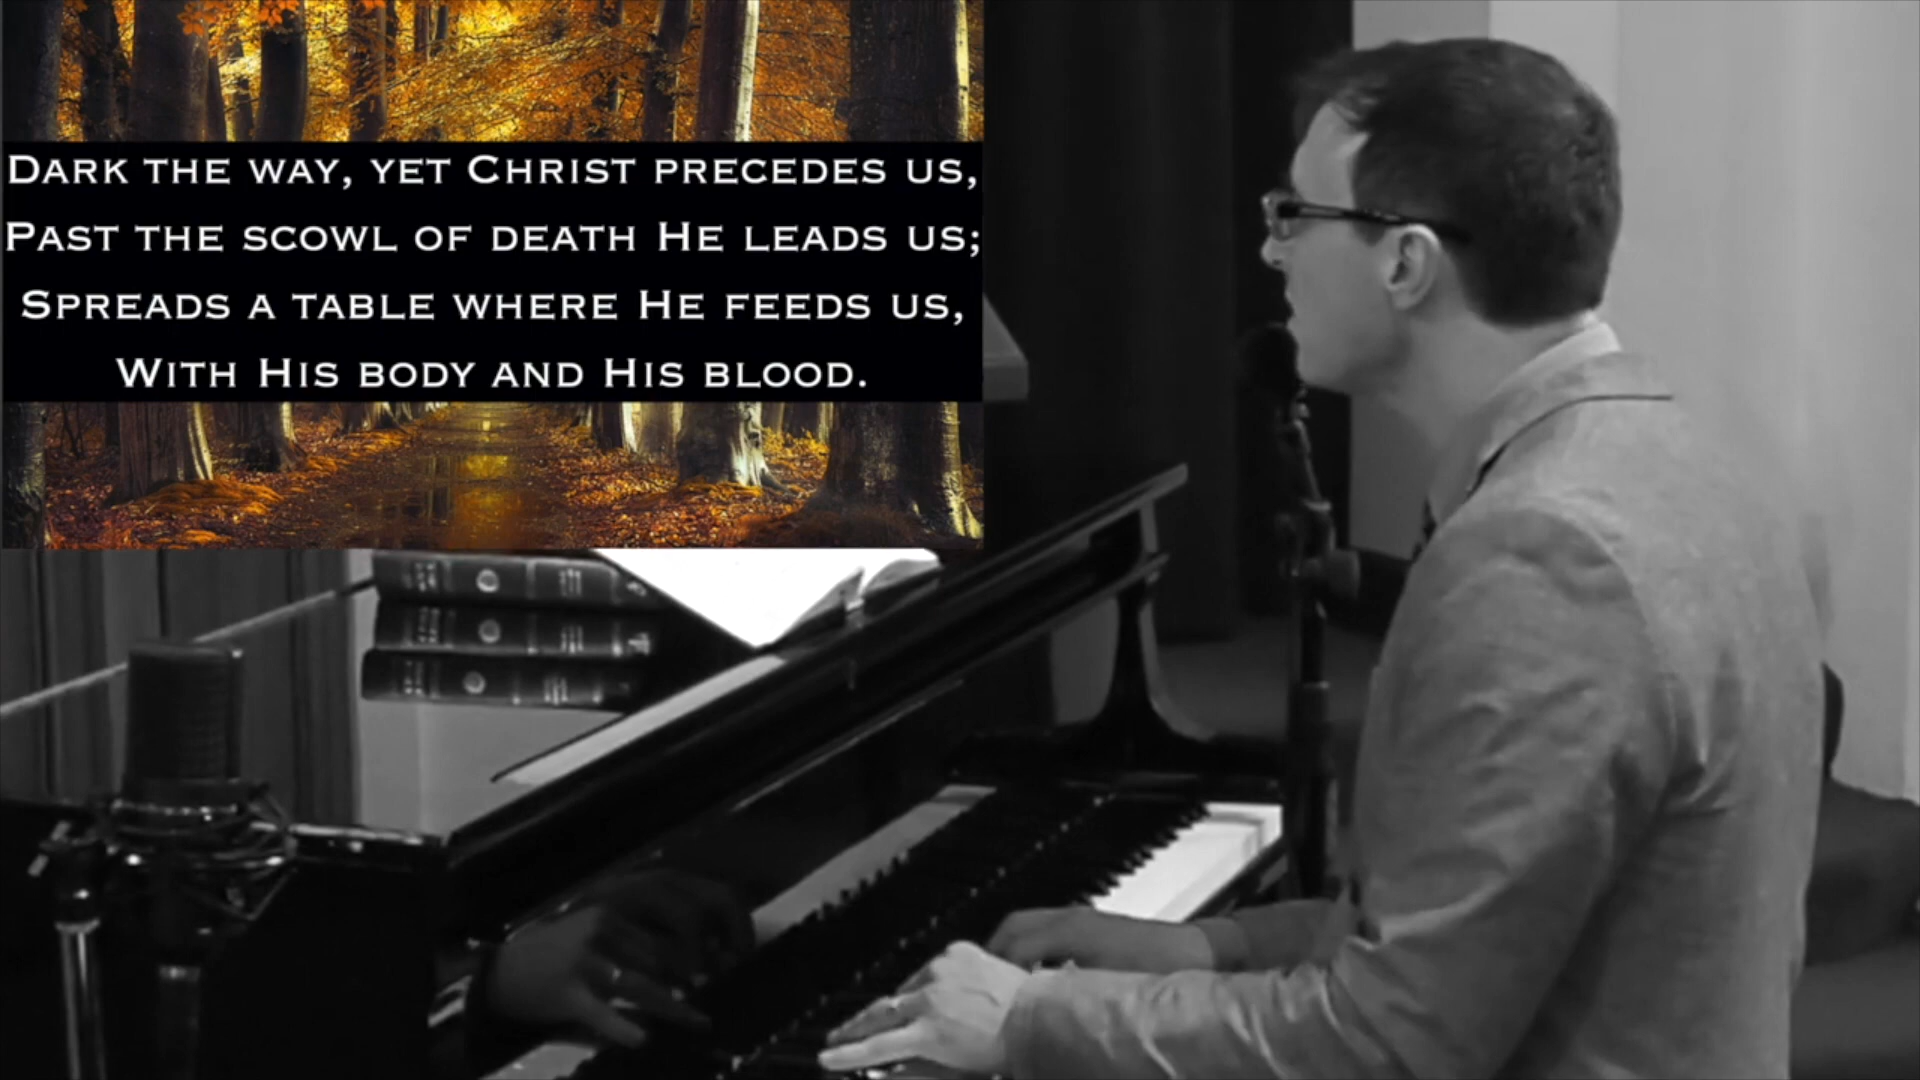 Dark the way, yet Christ precedes us,
Past the scowl of death He leads us;
Spreads a table where He feeds us,
With His body and His blood.